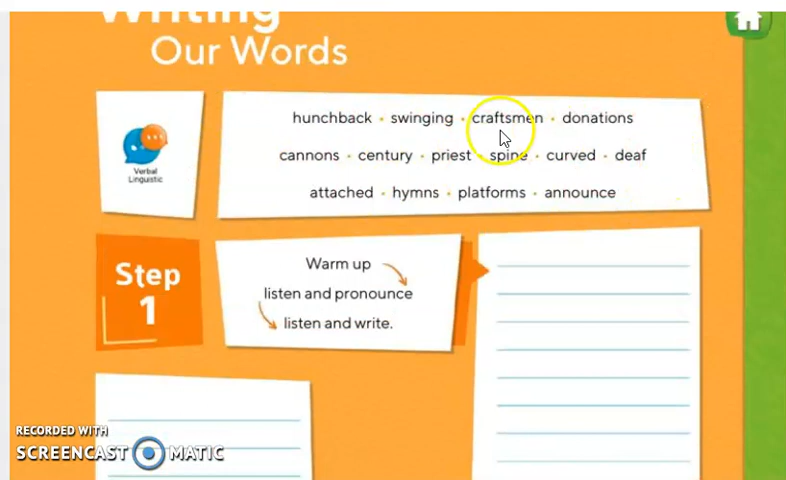 Writing
Our Words
hunchback • swinging • craftsmen • donations
cannons • century • priest • spine • curved • deaf
attached • hymns • platforms • announce
Verbal
Linguistic
Step
1
Warm up
listen and pronounce
listen and write.
RECORDED WITH
SCREENCAST MATIC